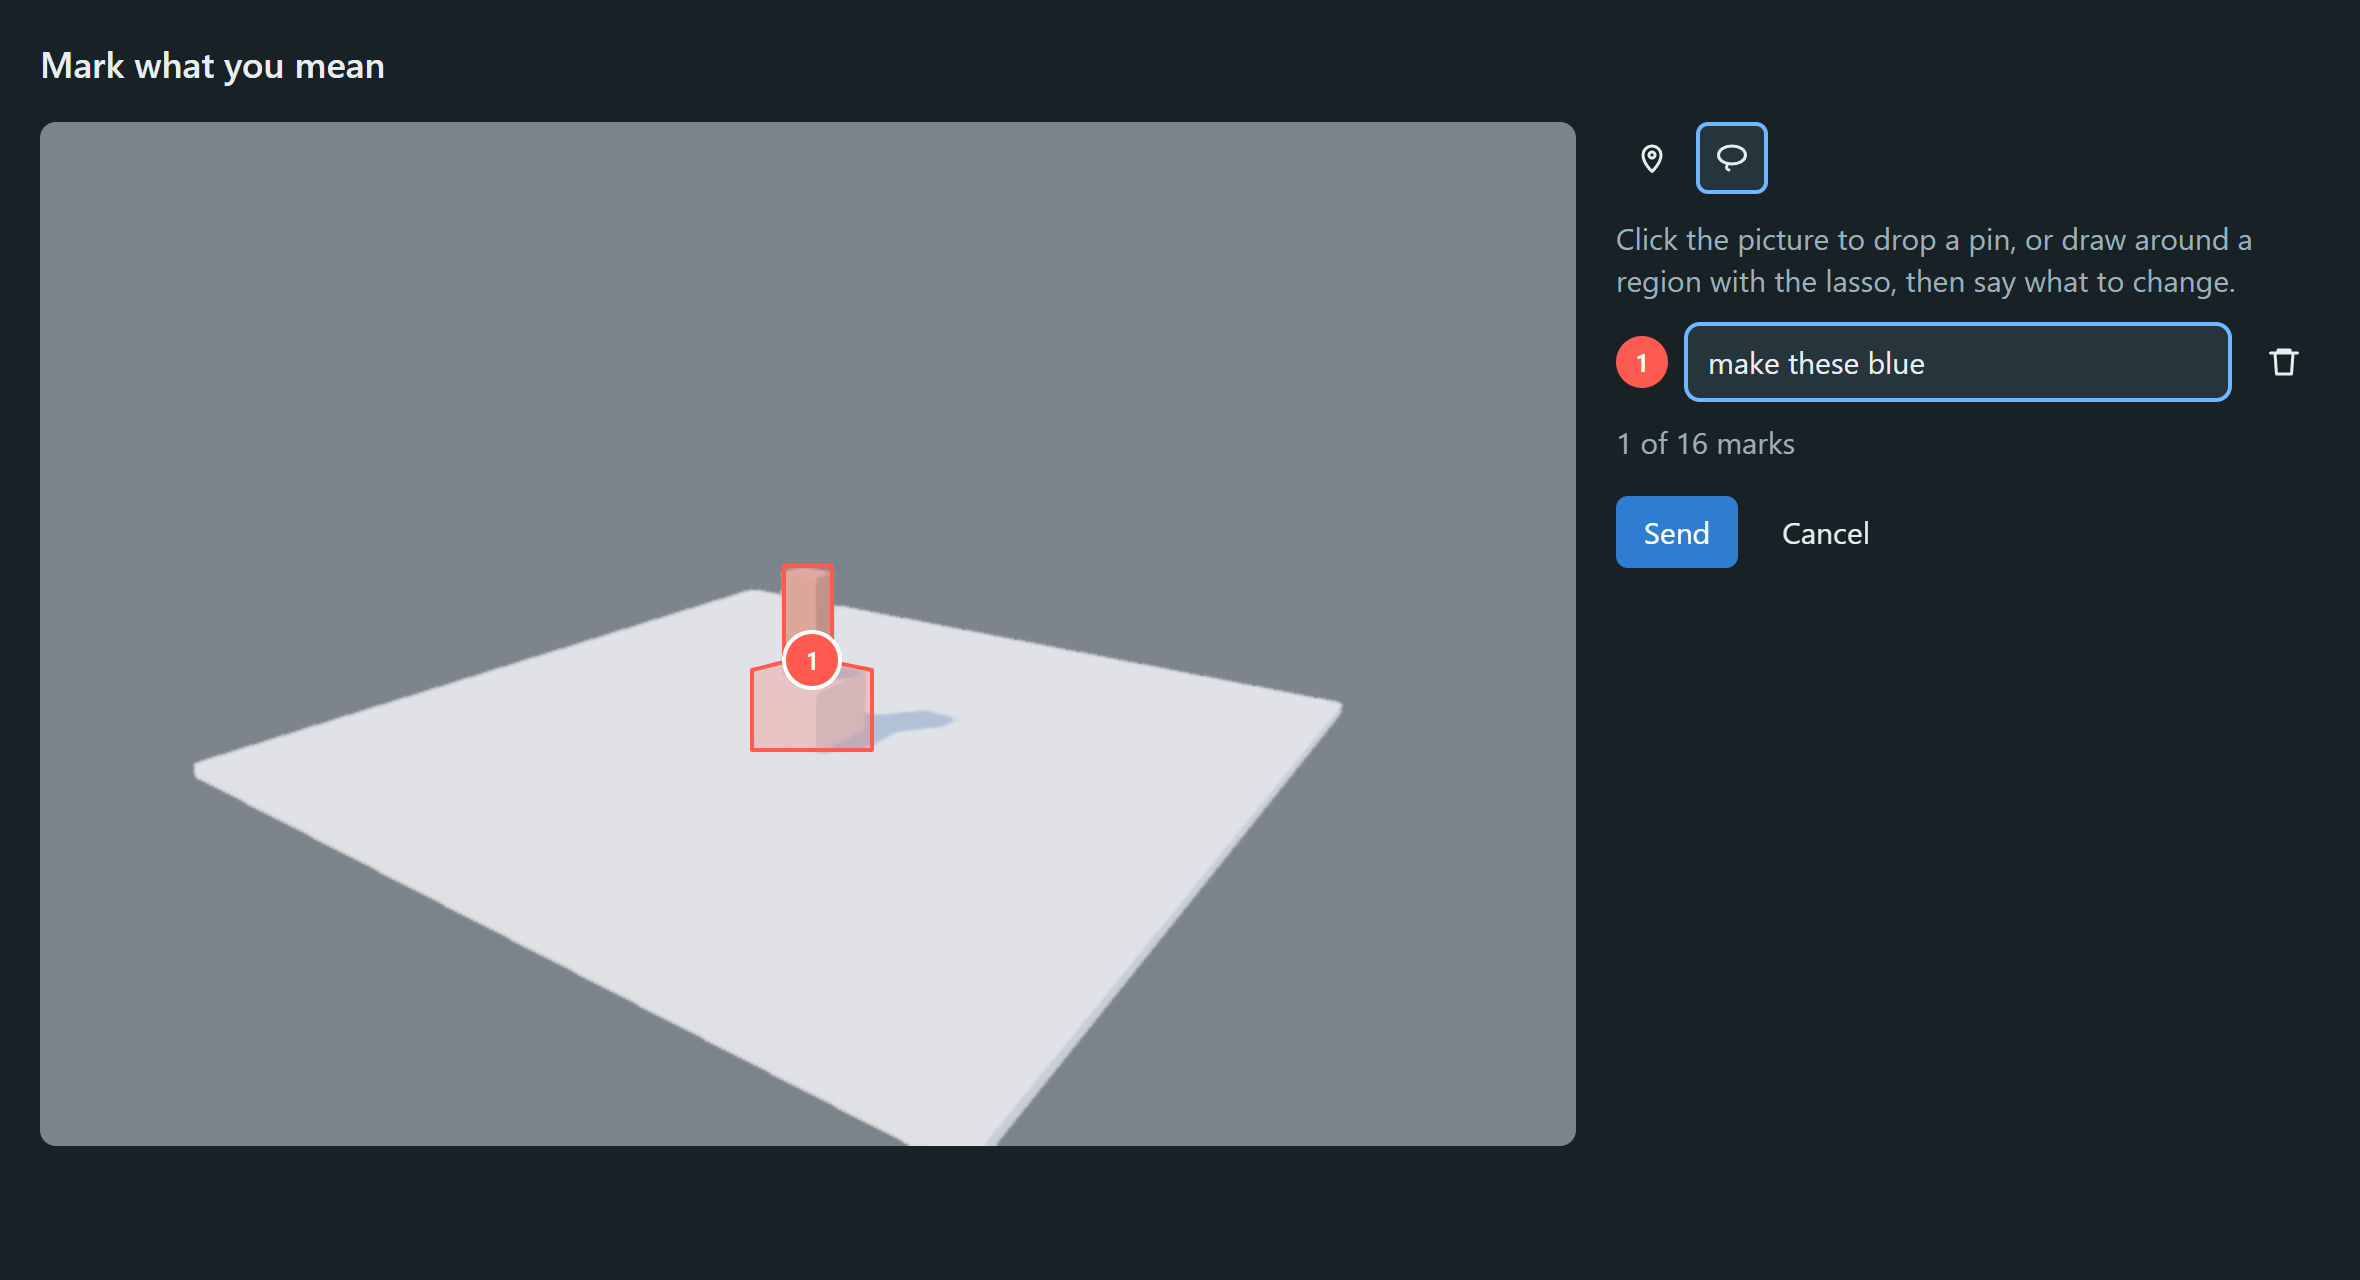 Mark what you mean
Click the picture to drop a pin, or draw around a
region with the lasso, then say what to change.
1 make these blue
1 of 16 marks
Send Cancel
1